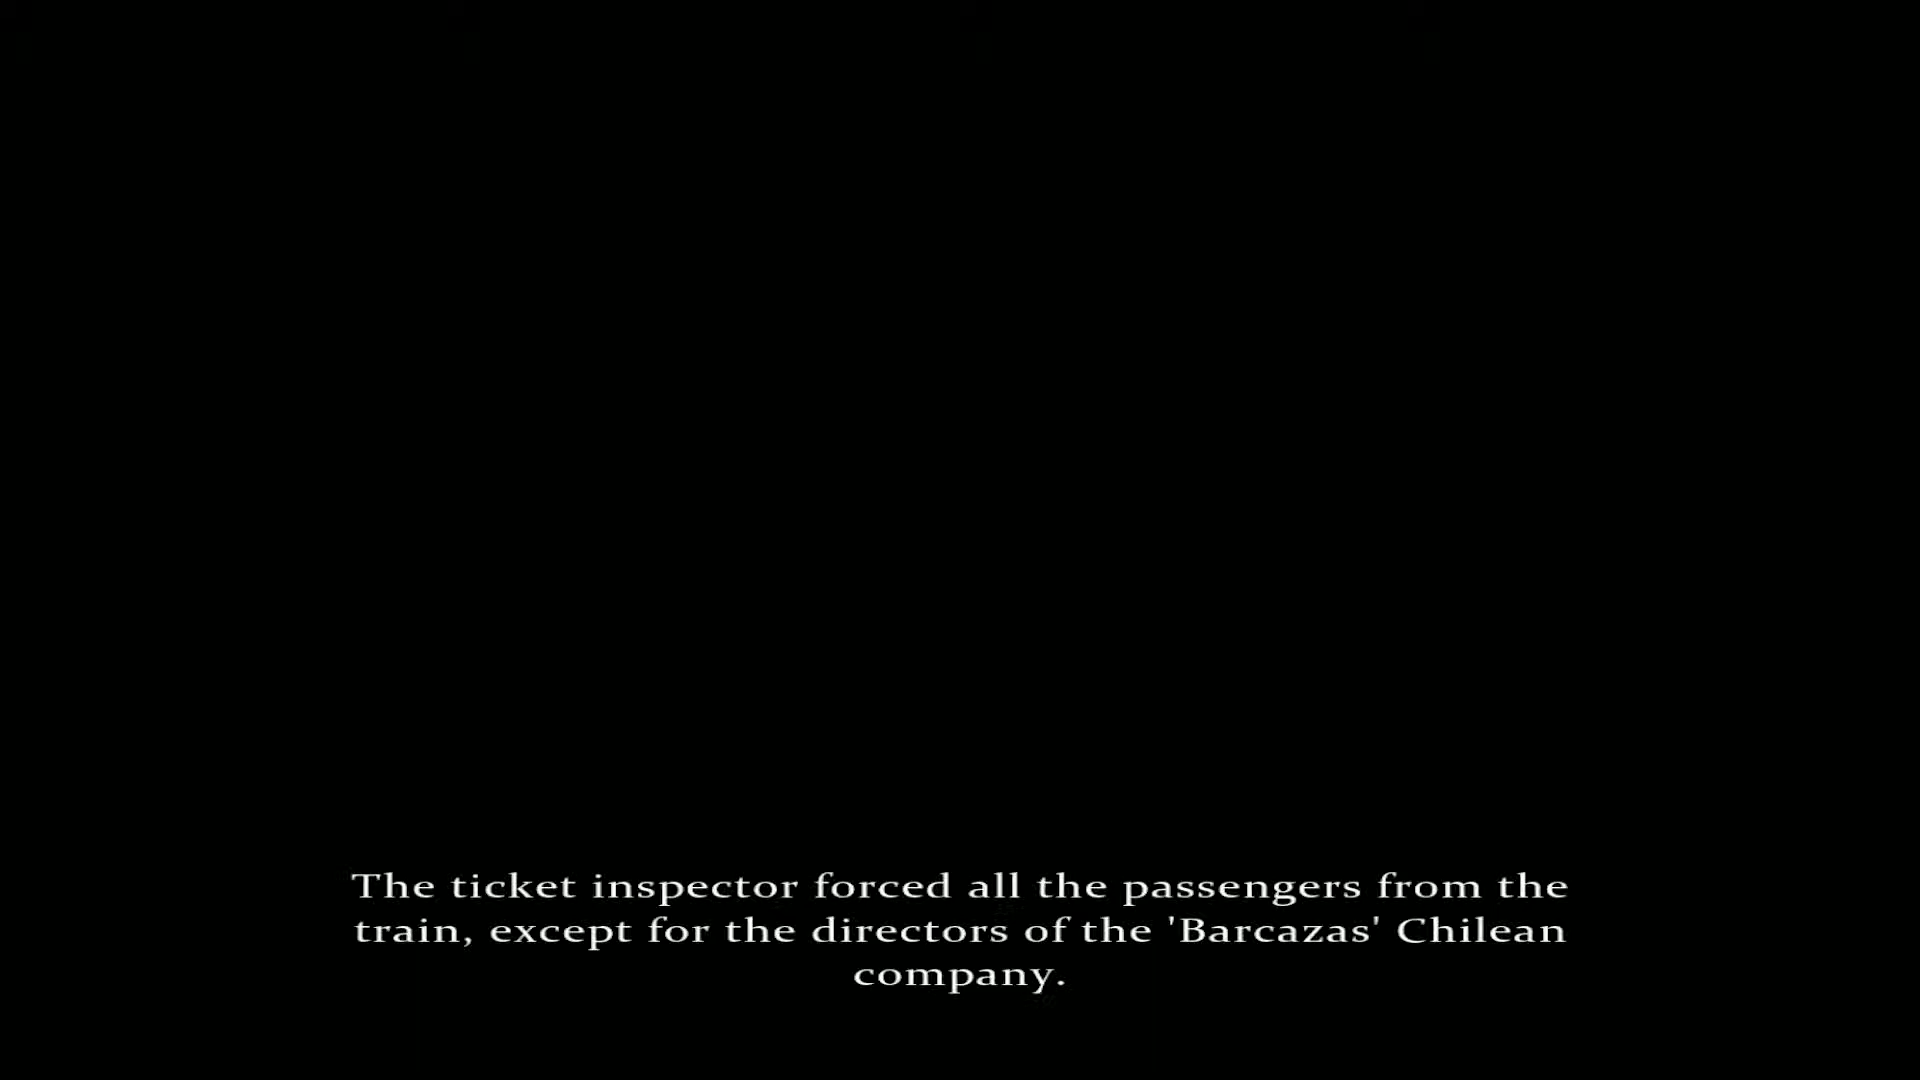 The ticket inspector forced all the passengers from the
train, except for the directors of the 'Barcazas' Chilean
company.